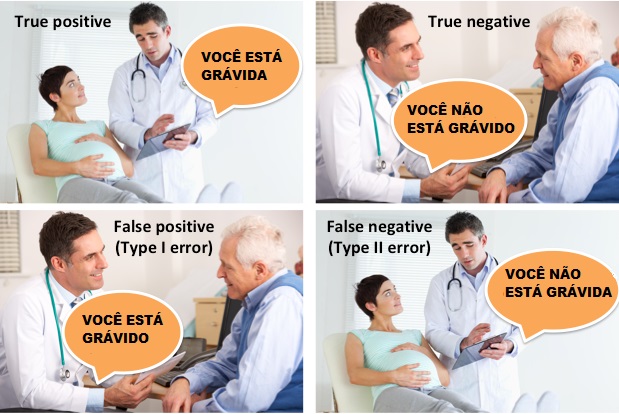 True positive
VOCÊ ESTÁ
GRÁVIDA
True negative
VOCÊ NÃO
ESTÁ GRÁVIDO
False positive
(Type I error)
VOCÊ ESTÁ
GRÁVIDO
False negative
(Type II error)
VOCÊ NÃO
ESTÁ GRÁVIDA